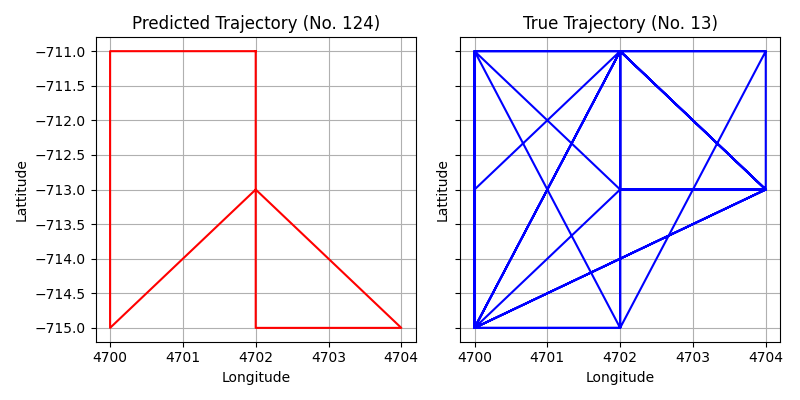 Predicted Trajectory (No. 124)
True Trajectory (No. 13)
−711.0
−711.5
−712.0
−712.5
−713.0
−713.5
−714.0
−714.5
−715.0
Lattitude
Lattitude
4700 4701 4702 4703 4704
4700 4701 4702 4703 4704
Longitude
Longitude